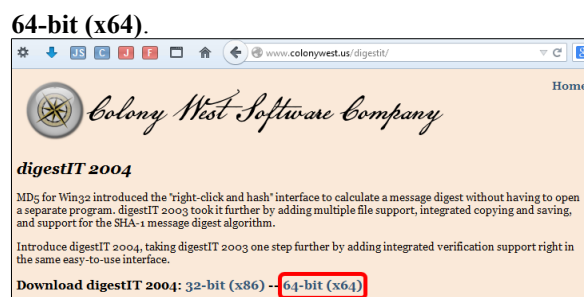 64-bit (x64).
JS C J F www.colonywest.us/digestit/
Home
Colony West Software Company
digestIT 2004
MD5 for Win32 introduced the "right-click and hash" interface to calculate a message digest without having to open
a separate program. digestIT 2003 took it further by adding multiple file support, integrated copying and saving,
and support for the SHA-1 message digest algorithm.
Introduce digestIT 2004, taking digestIT 2003 one step further by adding integrated verification support right in
the same easy-to-use interface.
Download digestIT 2004: 32-bit (x86) -- 64-bit (x64)